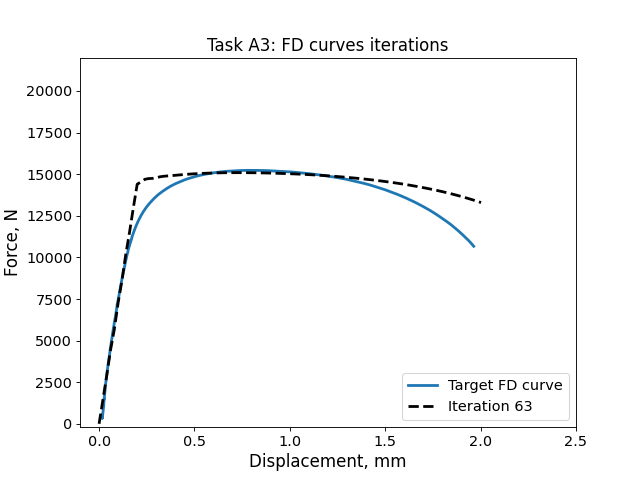 Task A3: FD curves iterations
Force, N
20000
17500
15000
12500
10000
7500
5000
2500
0
Target FD curve
Iteration 63
0.0 0.5 1.0 1.5 2.0 2.5
Displacement, mm